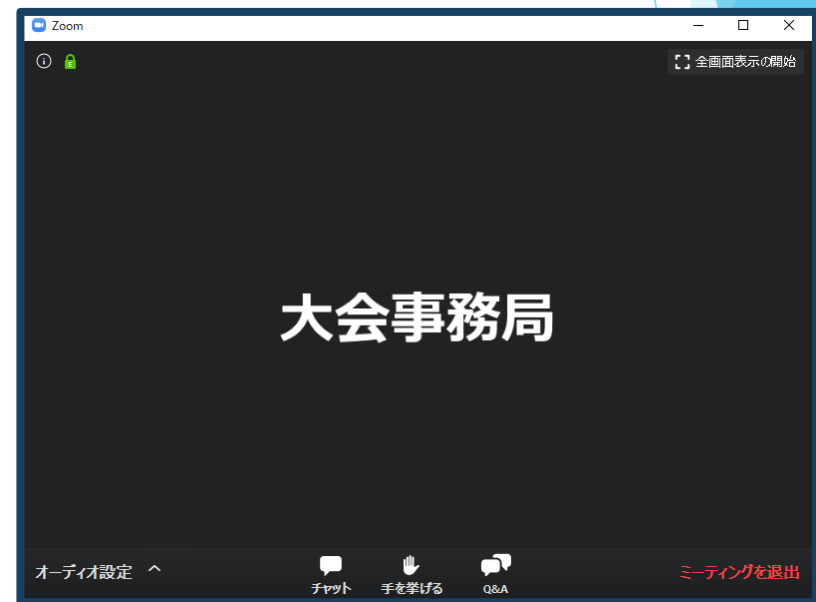 Zoom
全画面表示の開始
大会事務局
オーディオ設定
チャット
手を挙げる
Q&A
ミーティングを退出